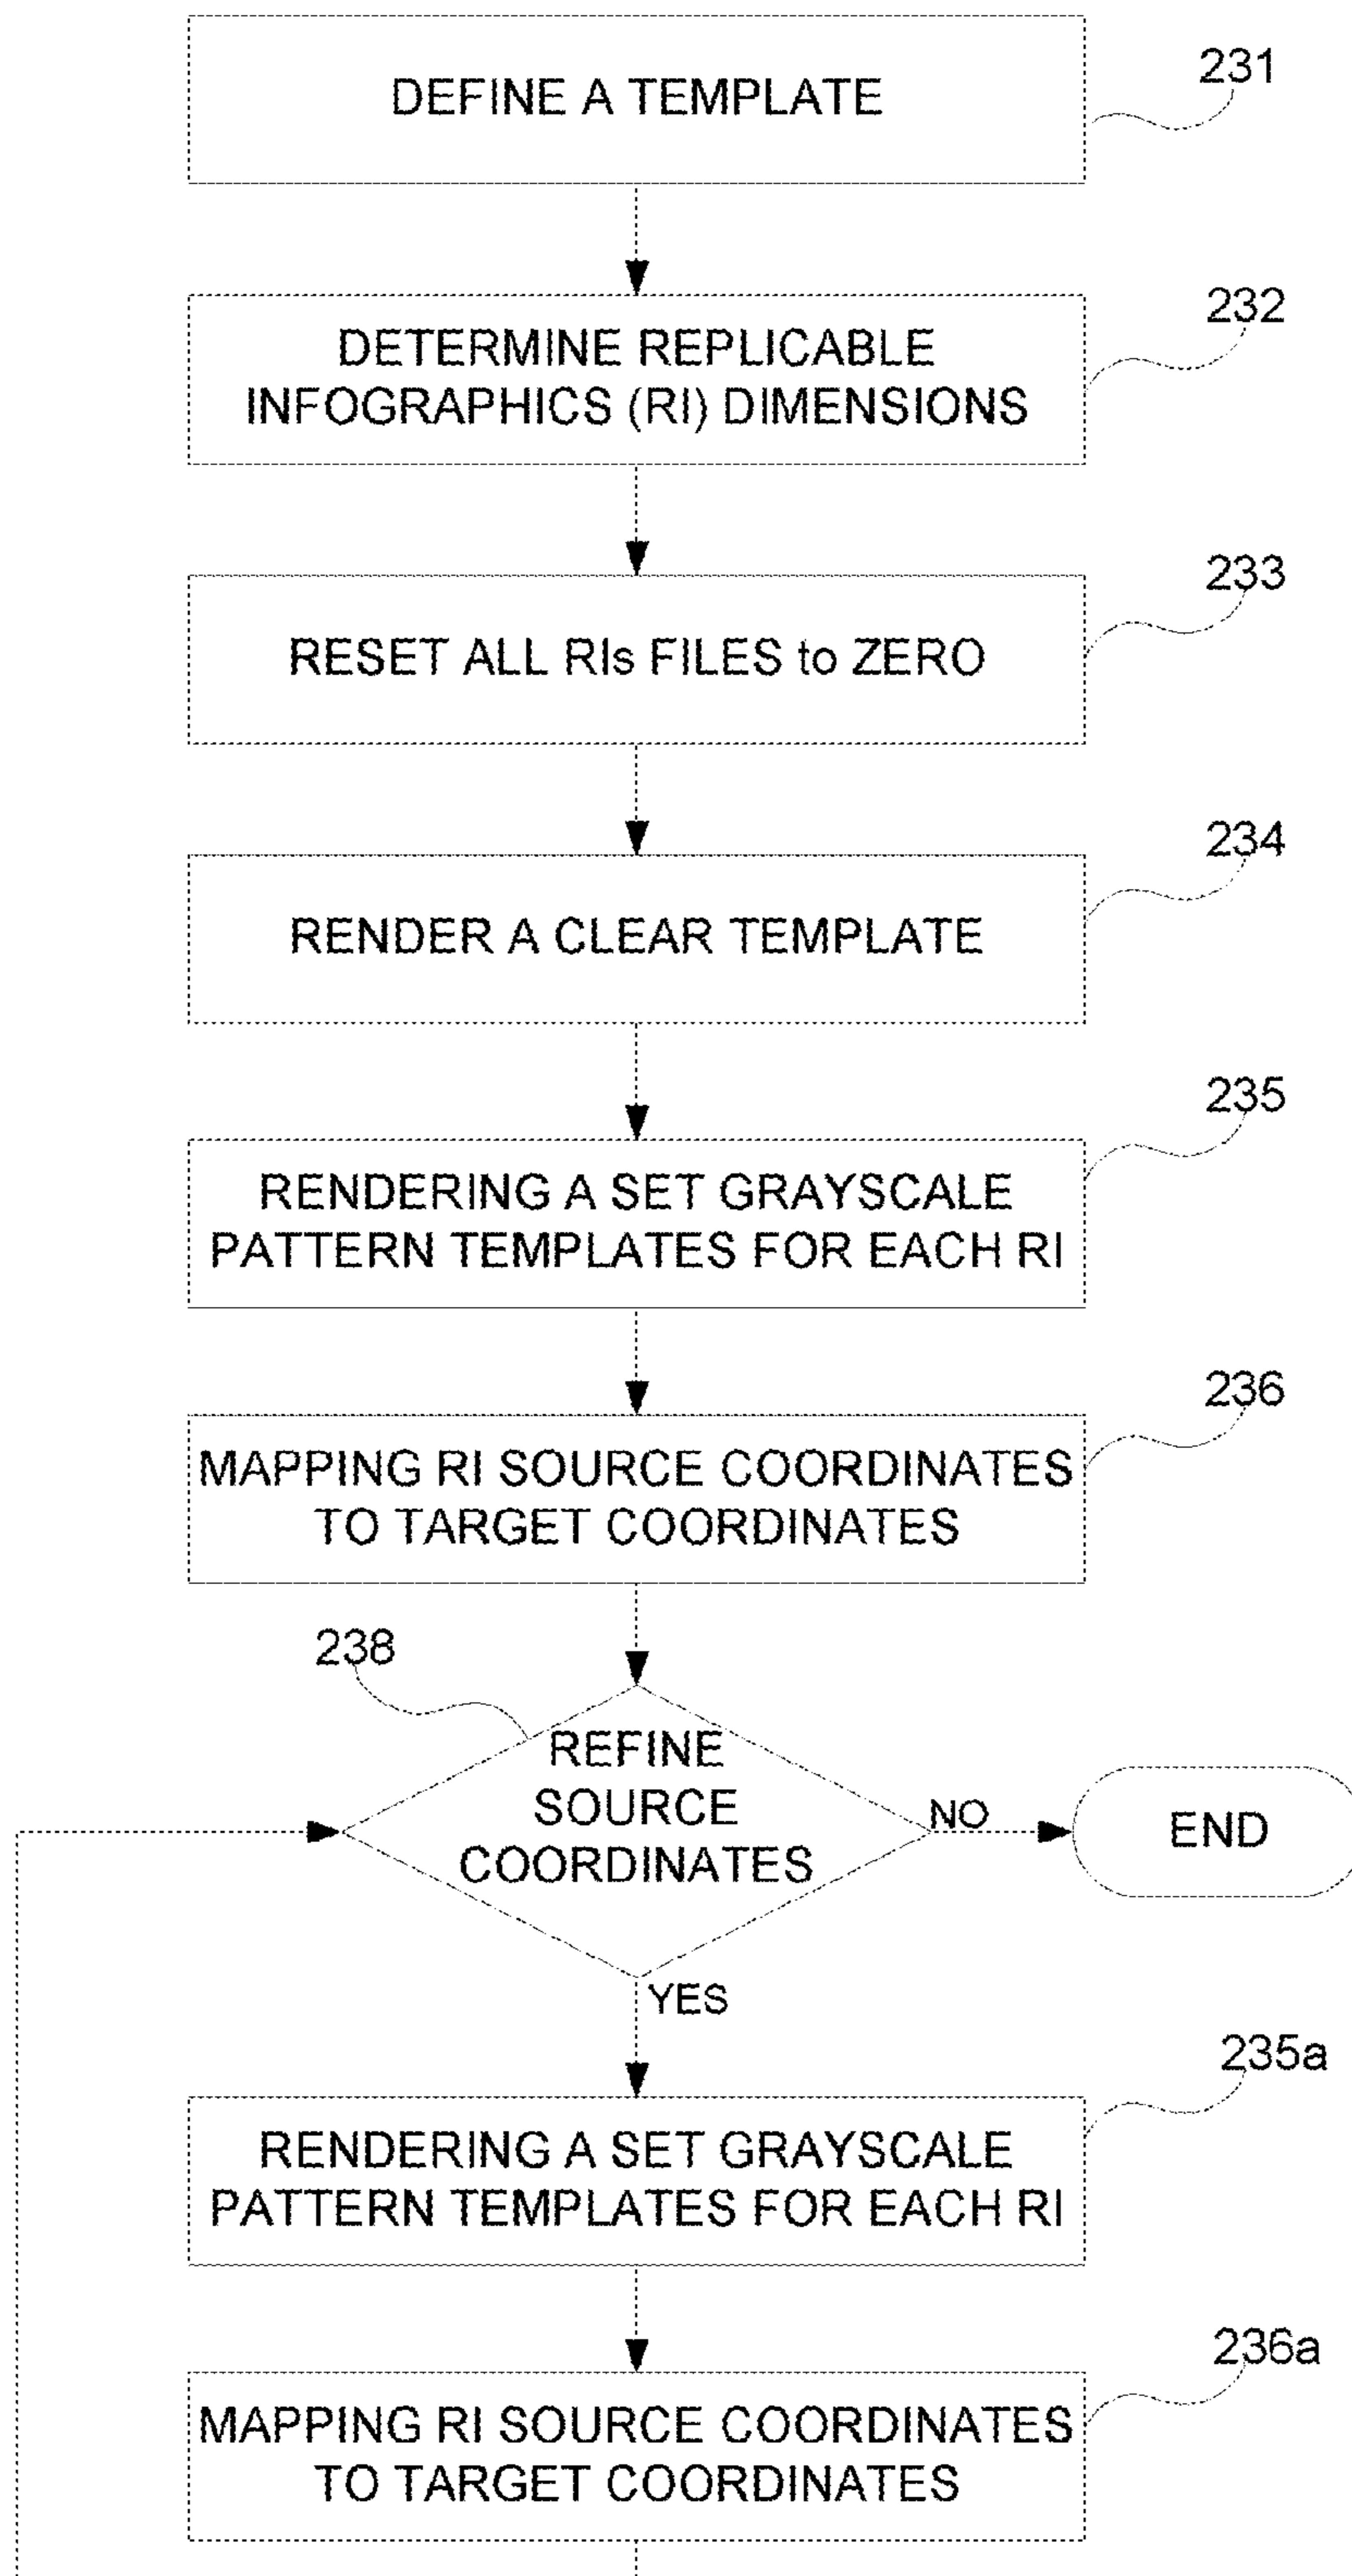 DEFINE A TEMPLATE
231
DETERMINE REPLICABLE
INFOGRAPHICS (RI) DIMENSIONS
232
RESET ALL RIs FILES to ZERO
233
RENDER A CLEAR TEMPLATE
234
RENDERING A SET GRAYSCALE
PATTERN TEMPLATES FOR EACH RI
235
MAPPING RI SOURCE COORDINATES
TO TARGET COORDINATES
236
238
REFINE
SOURCE
COORDINATES
NO
END
YES
RENDERING A SET GRAYSCALE
PATTERN TEMPLATES FOR EACH RI
235a
MAPPING RI SOURCE COORDINATES
TO TARGET COORDINATES
236a